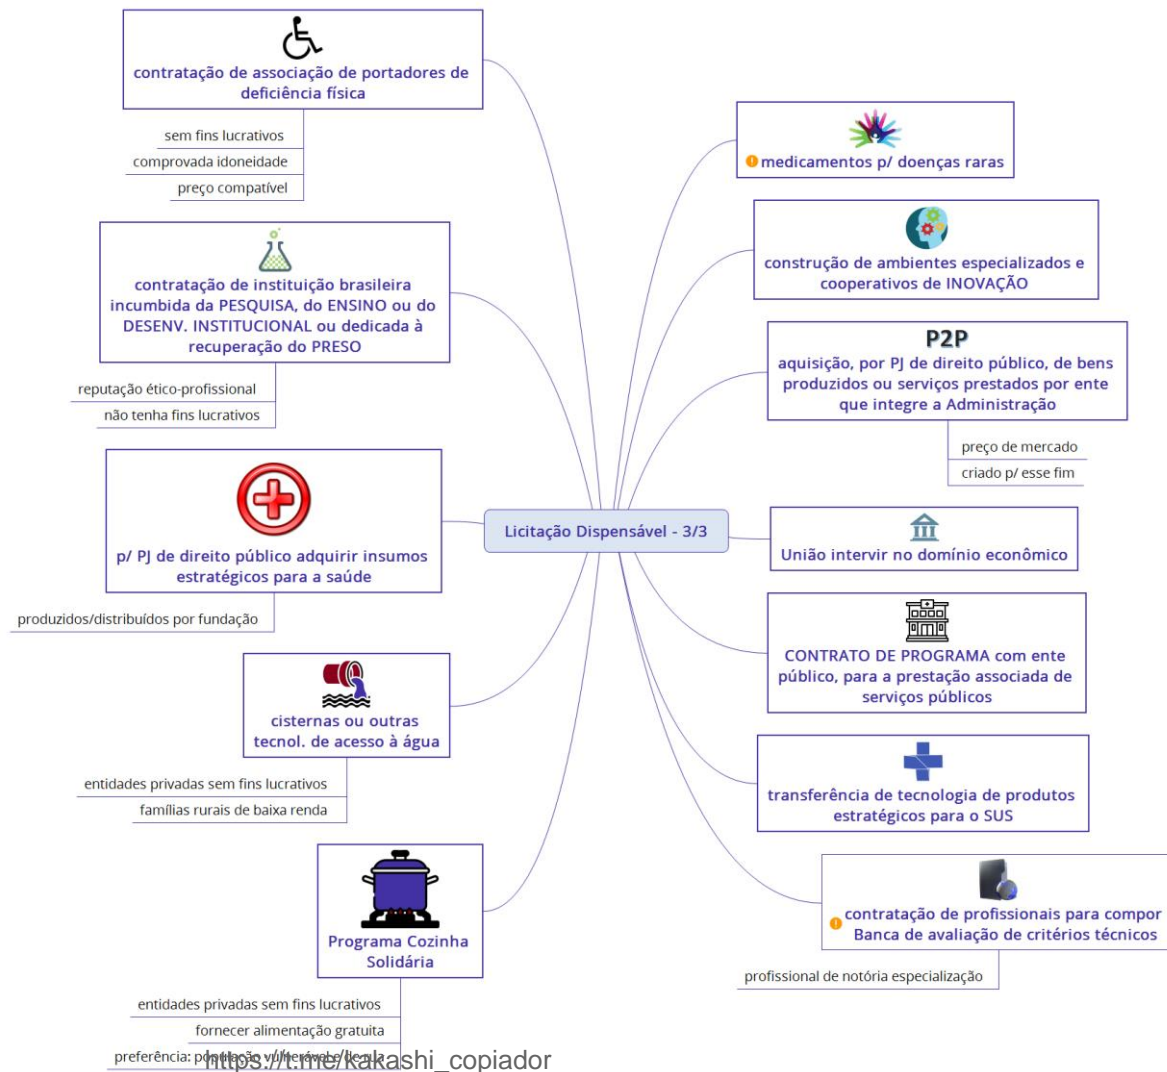 contratação de associação de portadores de
deficiência física
sem fins lucrativos
comprovada idoneidade
preço compatível
contratação de instituição brasileira
incumbida da PESQUISA, do ENSINO ou do
DESENV. INSTITUCIONAL ou dedicada à
recuperação do PRESO
reputação ético-profissional
não tenha fins lucrativos
p/ PJ de direito público adquirir insumos
estratégicos para a saúde
produzidos/distribuídos por fundação
cisternas ou outras
tecnol. de acesso à água
entidades privadas sem fins lucrativos
famílias rurais de baixa renda
Programa Cozinha
Solidária
entidades privadas sem fins lucrativos
fornecer alimentação gratuita
preferência: população vulnerável e de rua
Licitação Dispensável - 3/3
medicamentos p/ doenças raras
construção de ambientes especializados e
cooperativos de INOVAÇÃO
P2P
aquisição, por PJ de direito público, de bens
produzidos ou serviços prestados por ente
que integre a Administração
preço de mercado
criado p/ esse fim
União intervir no domínio econômico
CONTRATO DE PROGRAMA com ente
público, para a prestação associada de
serviços públicos
transferência de tecnologia de produtos
estratégicos para o SUS
contratação de profissionais para compor
Banca de avaliação de critérios técnicos
profissional de notória especialização
https://t.me/kakashi_copiador